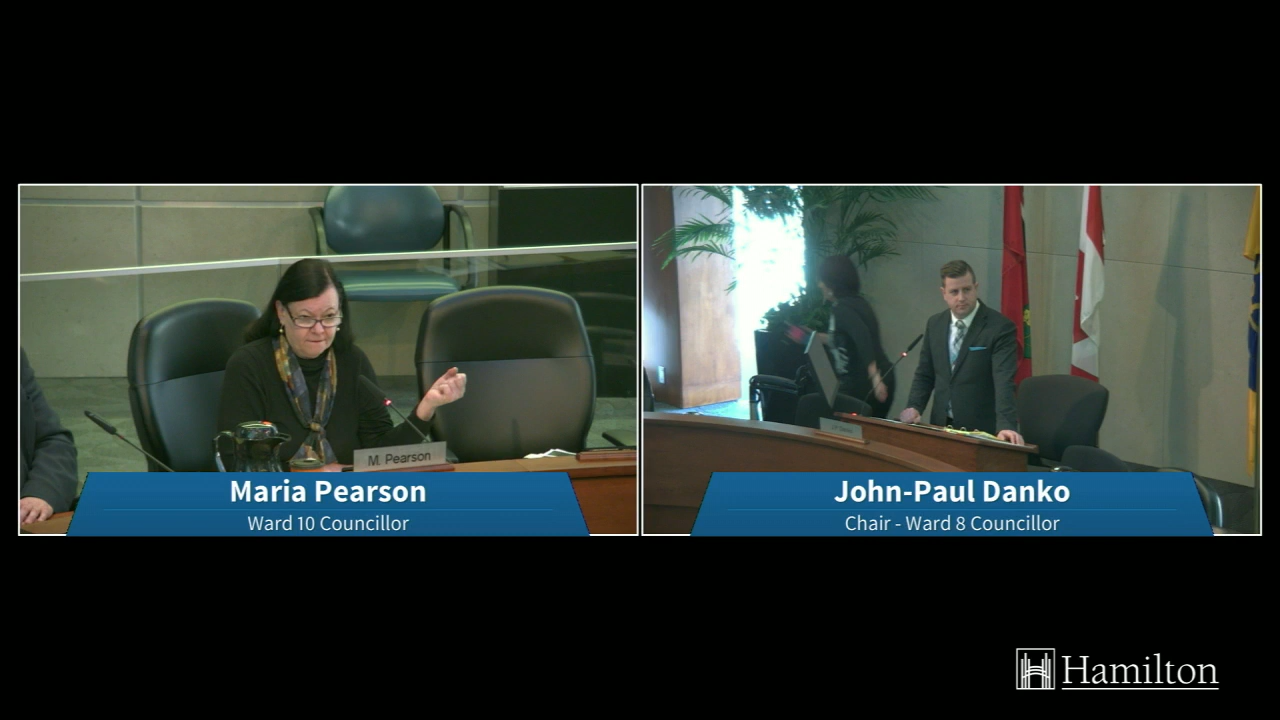 M. Pearson
Maria Pearson
Ward 10 Councillor
John-Paul Danko
Chair - Ward 8 Councillor
Hamilton